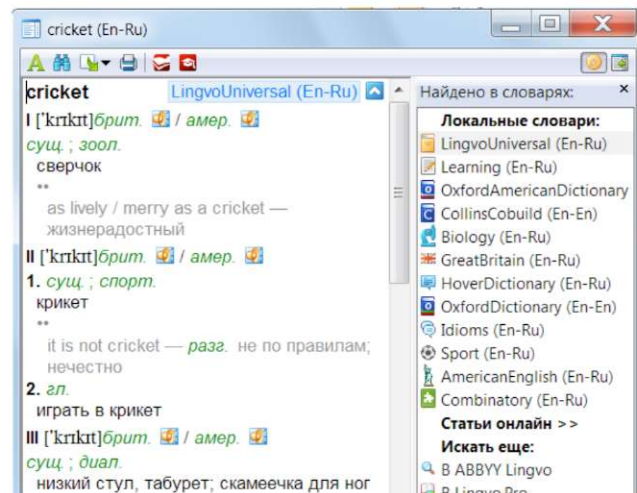 cricket (En-Ru)
cricket LingvoUniversal (En-Ru)
I ['krɪkɪt] брит. / амер.
сущ. ; зоол.
сверчок
••
as lively / merry as a cricket —
жизнерадостный
II ['krɪkɪt] брит. / амер.
1. сущ. ; спорт.
крикет
••
it is not cricket — разг. не по правилам;
нечестно
2. гл.
играть в крикет
III ['krɪkɪt] брит. / амер.
сущ. ; диал.
низкий стул, табурет; скамеечка для ног
Найдено в словарях:
Локальные словари:
LingvoUniversal (En-Ru)
Learning (En-Ru)
OxfordAmericanDictionary
CollinsCobuild (En-En)
Biology (En-Ru)
GreatBritain (En-Ru)
HoverDictionary (En-Ru)
OxfordDictionary (En-En)
Idioms (En-Ru)
Sport (En-Ru)
AmericanEnglish (En-Ru)
Combinatory (En-Ru)
Статьи онлайн >>
Искать еще:
В ABBYY Lingvo
В Lingvo Pro